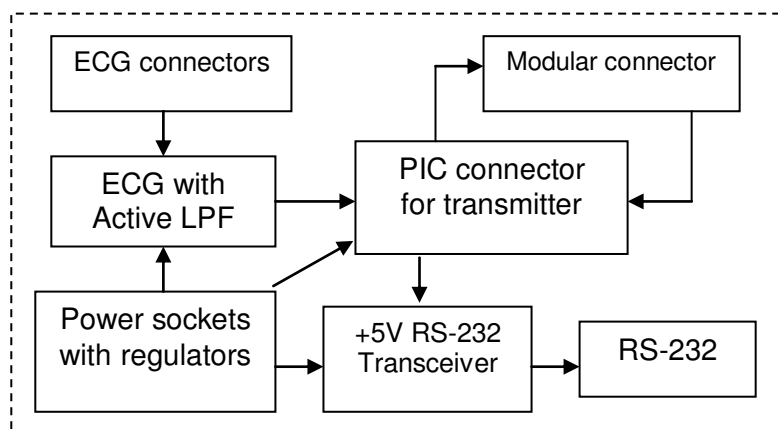 ECG connectors
Modular connector
ECG with
Active LPF
PIC connector
for transmitter
Power sockets
with regulators
+5V RS-232
Transceiver
RS-232